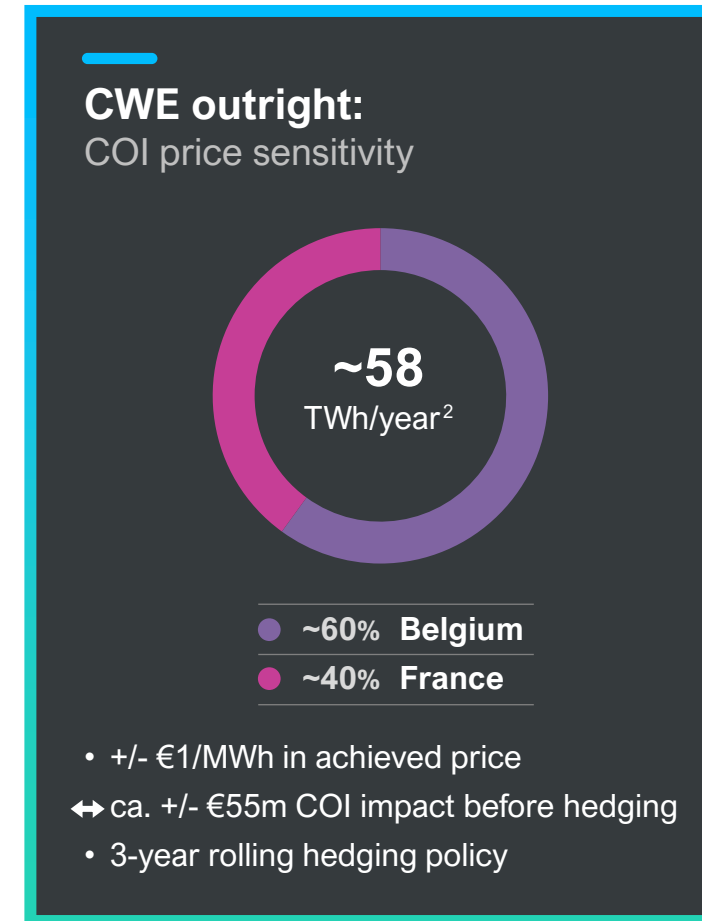 CWE outright:
COI price sensitivity
~58
TWh/year²
~60% Belgium
~40% France
• +/- €1/MWh in achieved price
↔ ca. +/- €55m COI impact before hedging
• 3-year rolling hedging policy